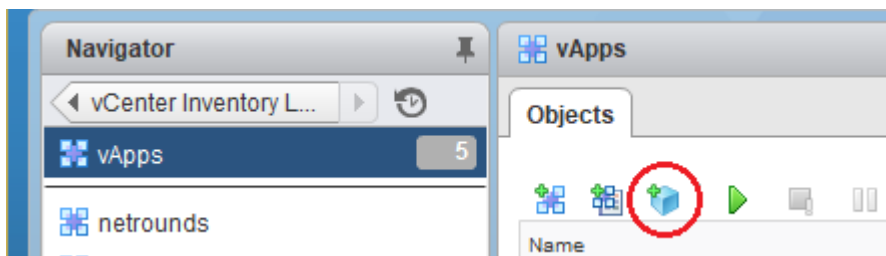 Navigator
vCenter Inventory L...
vApps 5
netrounds
vApps
Objects
Name